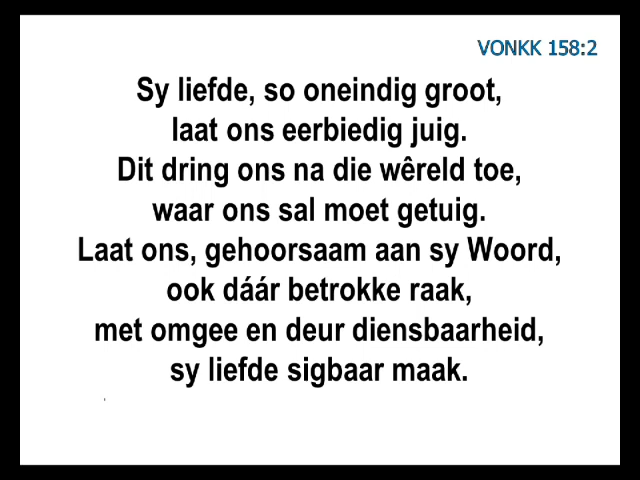 VONKK 158:2
Sy liefde, so oneindig groot,
laat ons eerbiedig juig.
Dit dring ons na die wêreld toe,
waar ons sal moet getuig.
Laat ons, gehoorsaam aan sy Woord,
ook dáár betrokke raak,
met omgee en deur diensbaarheid,
sy liefde sigbaar maak.